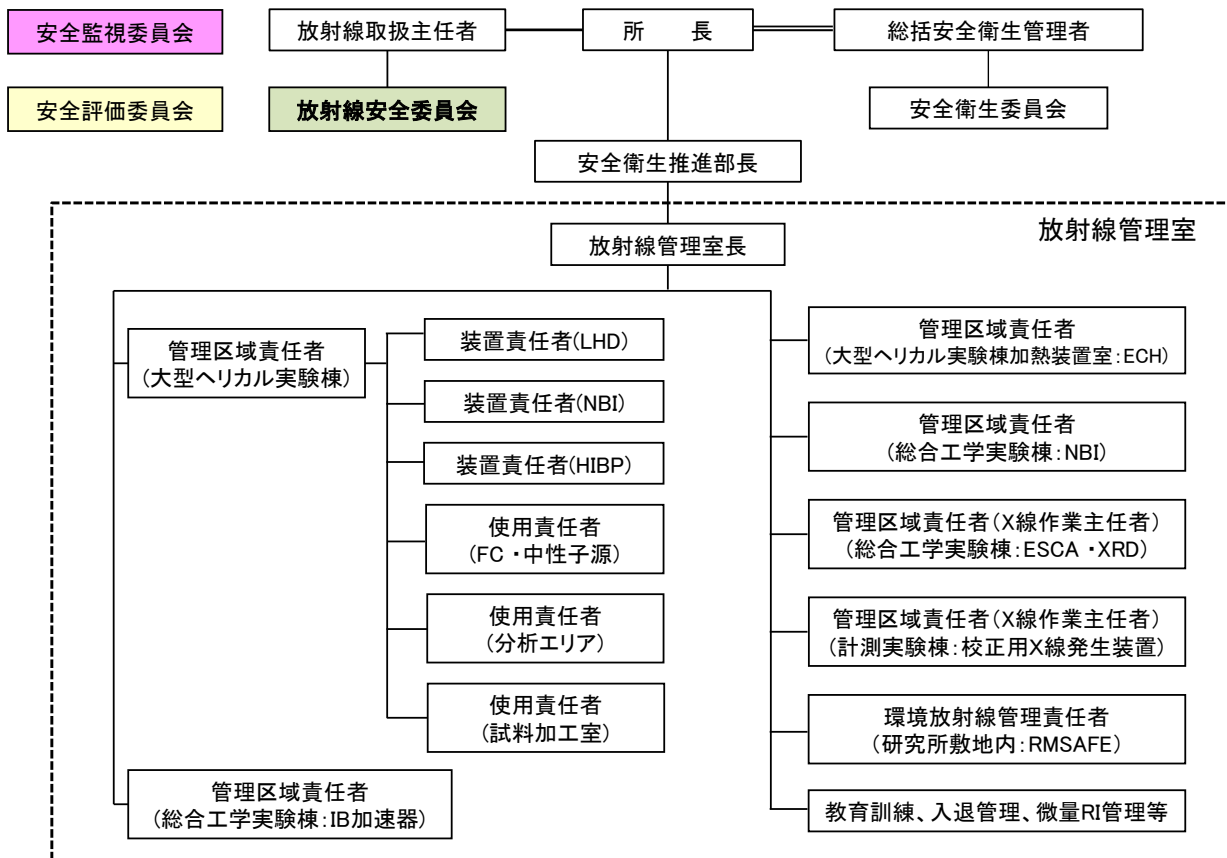 安全監視委員会
放射線取扱主任者
所　長
総括安全衛生管理者
安全評価委員会
放射線安全委員会
安全衛生委員会
安全衛生推進部長
放射線管理室
放射線管理室長
管理区域責任者
(大型ヘリカル実験棟)
装置責任者(LHD)
装置責任者(NBI)
装置責任者(HIBP)
使用責任者
(FC・中性子源)
使用責任者
(分析エリア)
使用責任者
(試料加工室)
管理区域責任者
(総合工学実験棟:IB加速器)
管理区域責任者
(大型ヘリカル実験棟加熱装置室:ECH)
管理区域責任者
(総合工学実験棟:NBI)
管理区域責任者(X線作業主任者)
(総合工学実験棟:ESCA・XRD)
管理区域責任者(X線作業主任者)
(計測実験棟:校正用X線発生装置)
環境放射線管理責任者
(研究所敷地内:RMSAFE)
教育訓練、入退管理、微量RI管理等